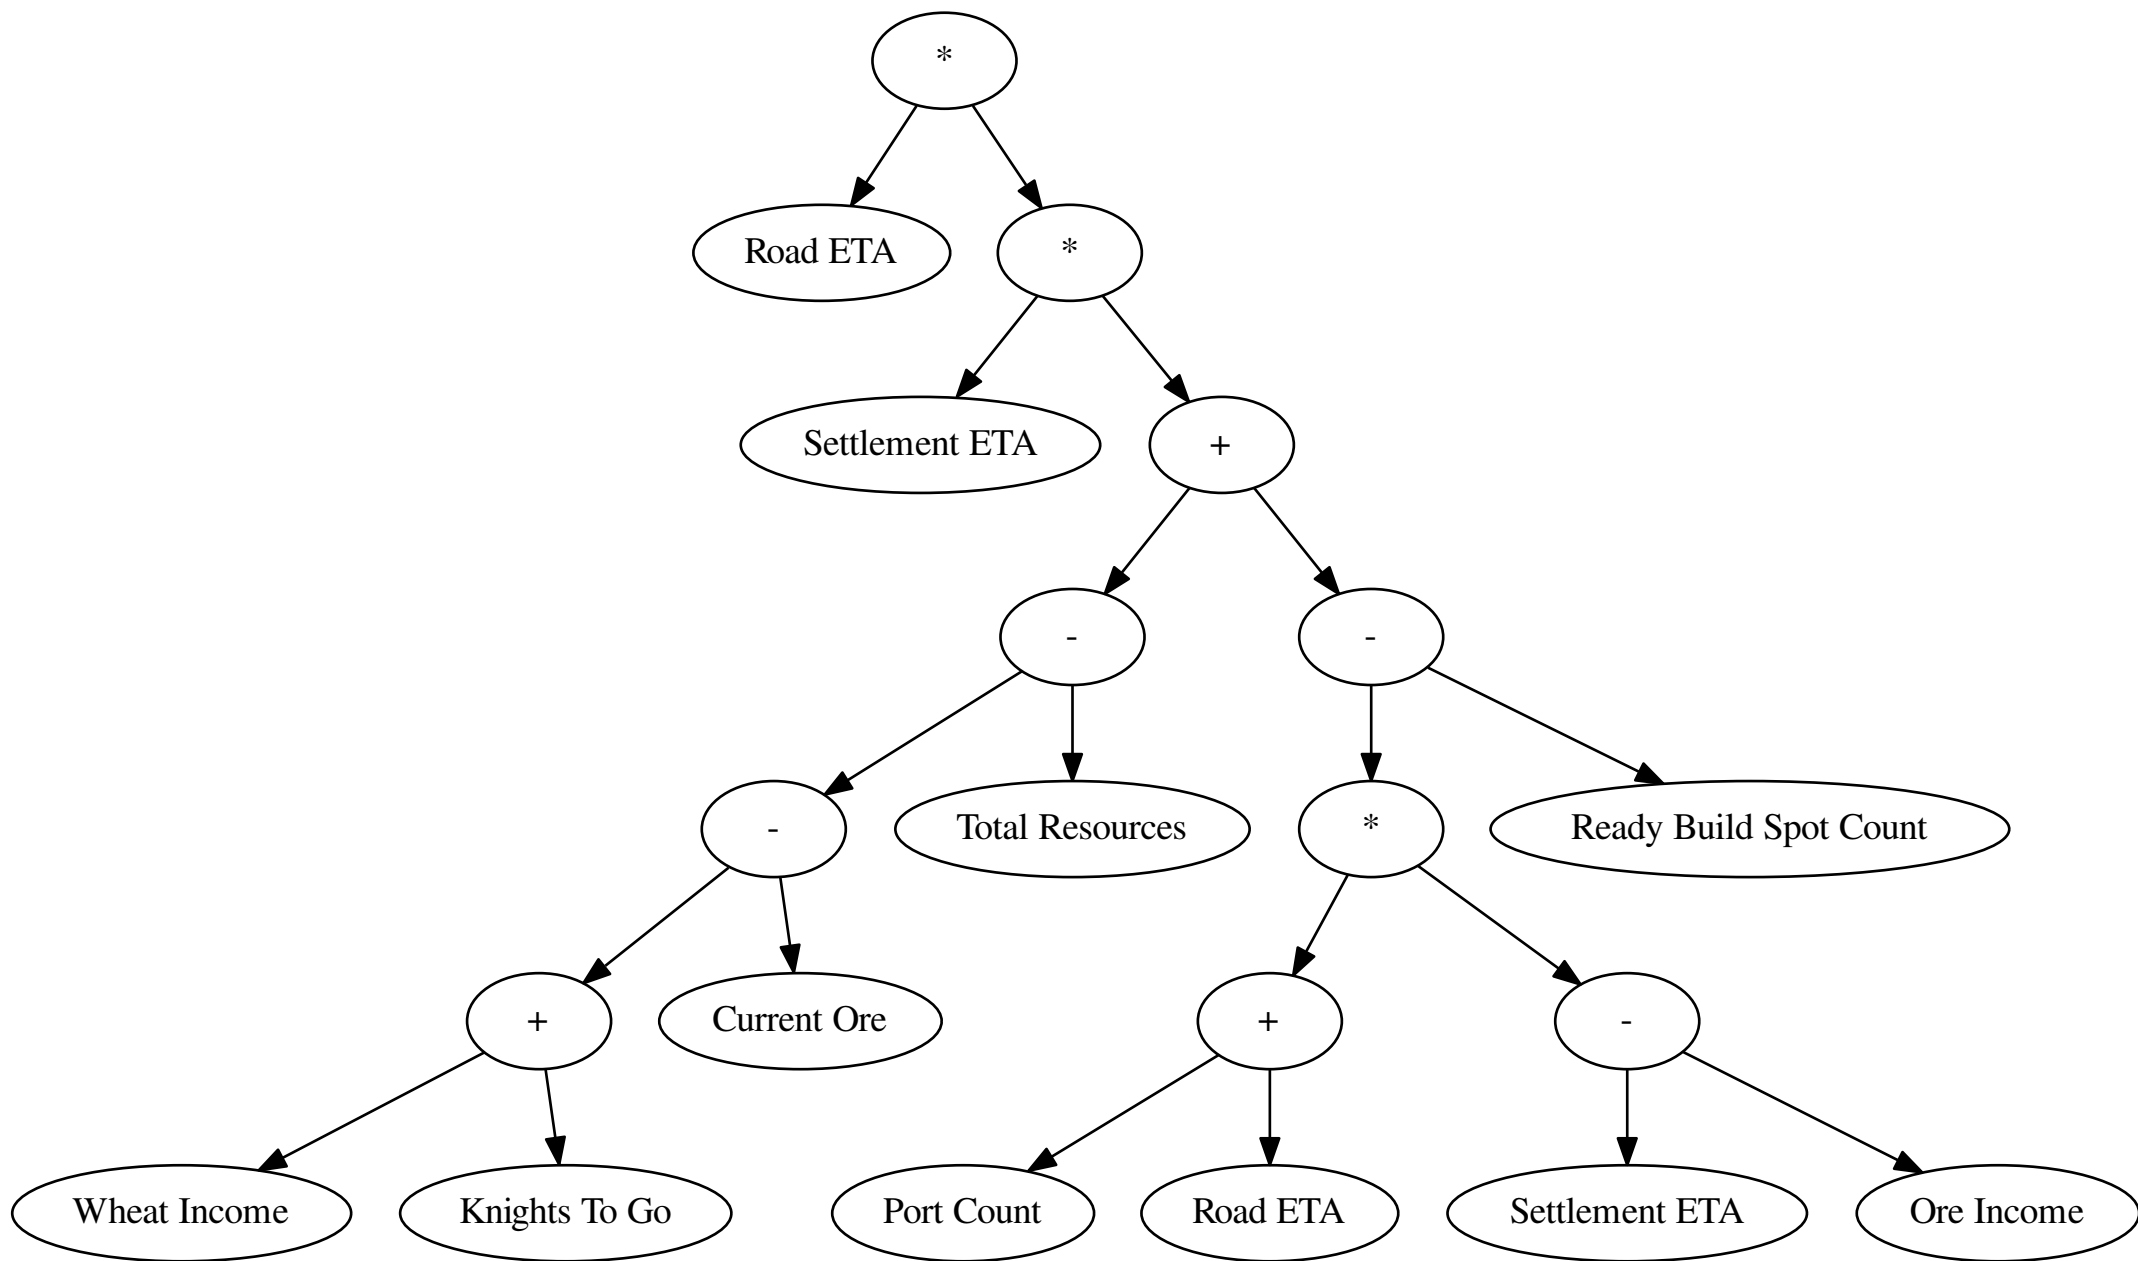 *
Road ETA
*
Settlement ETA
+
-
-
-
Total Resources
*
Ready Build Spot Count
+
Current Ore
+
-
Wheat Income
Knights To Go
Port Count
Road ETA
Settlement ETA
Ore Income